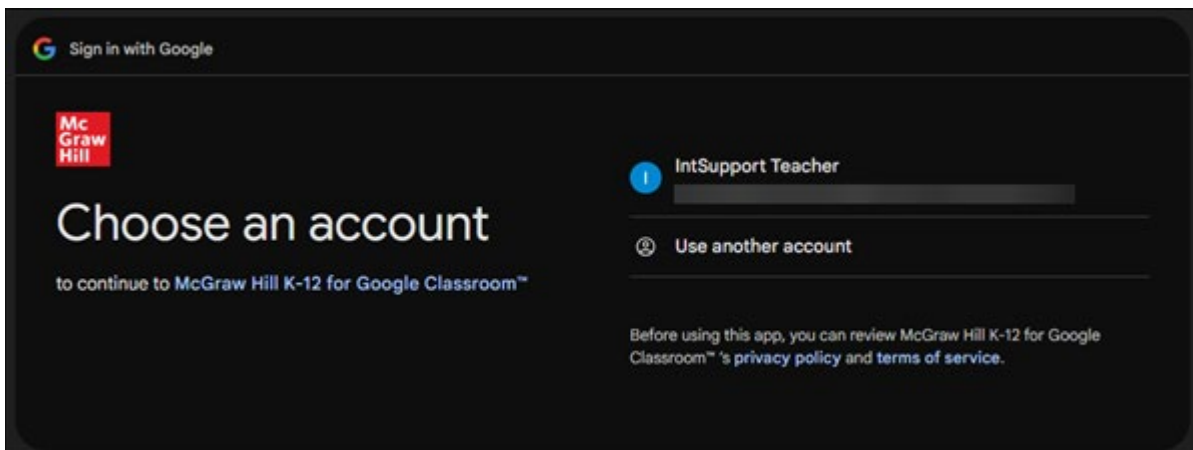 Sign in with Google
Mc
Graw
Hill
Choose an account
to continue to McGraw Hill K-12 for Google Classroom™
I
IntSupport Teacher
Use another account
Before using this app, you can review McGraw Hill K-12 for Google
Classroom™ 's privacy policy and terms of service.